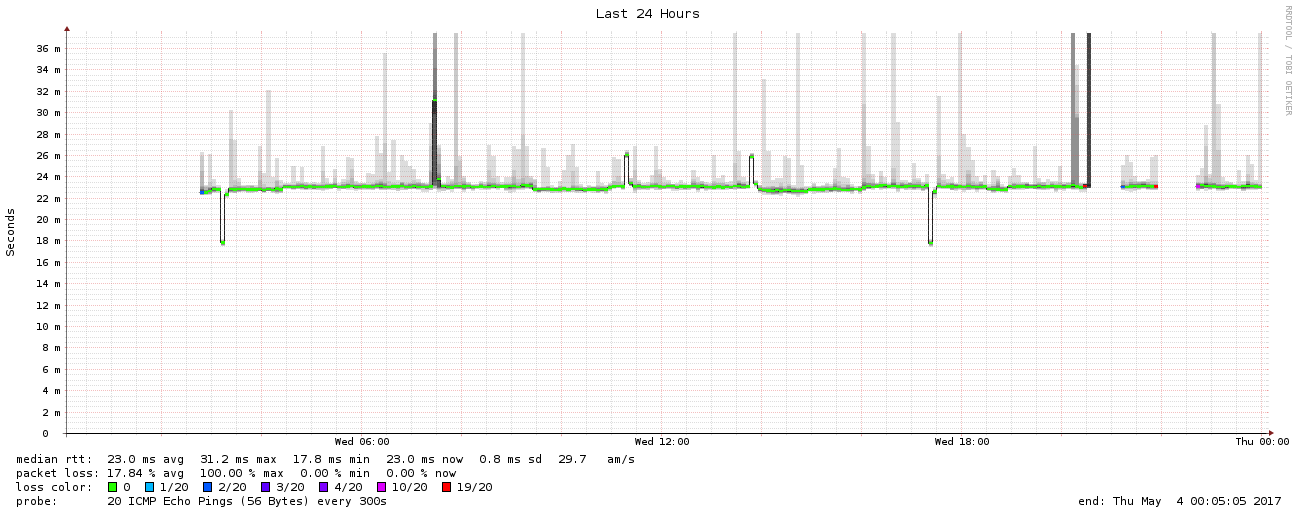 Last 24 Hours
RRDTOOL / TOBI OETIKER
Seconds
36 m
34 m
32 m
30 m
28 m
26 m
24 m
22 m
20 m
18 m
16 m
14 m
12 m
10 m
8 m
6 m
4 m
2 m
0
Wed 06:00 Wed 12:00 Wed 18:00 Thu 00:00
median rtt: 23.0 ms avg 31.2 ms max 17.8 ms min 23.0 ms now 0.8 ms sd 29.7 am/s
packet loss: 17.84 % avg 100.00 % max 0.00 % min 0.00 % now
loss color: 0 1/20 2/20 3/20 4/20 10/20 19/20
probe: 20 ICMP Echo Pings (56 Bytes) every 300s end: Thu May 4 00:05:05 2017